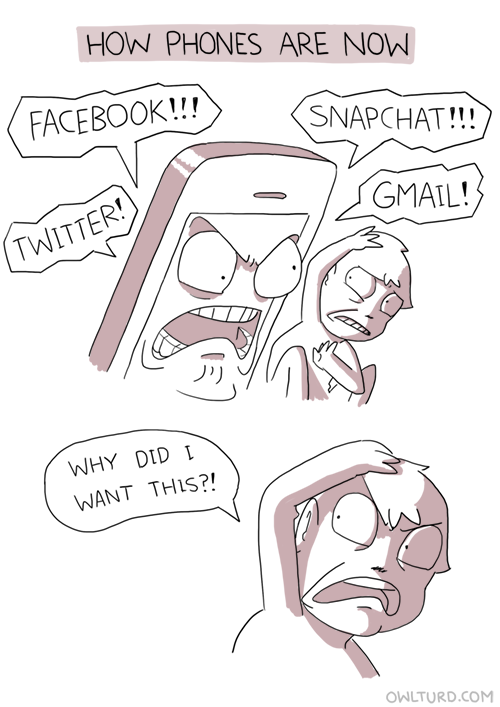 HOW PHONES ARE NOW
FACEBOOK!!!
SNAPCHAT!!!
TWITTER!
GMAIL!
WHY DID I
WANT THIS?!
OWLTURD.COM